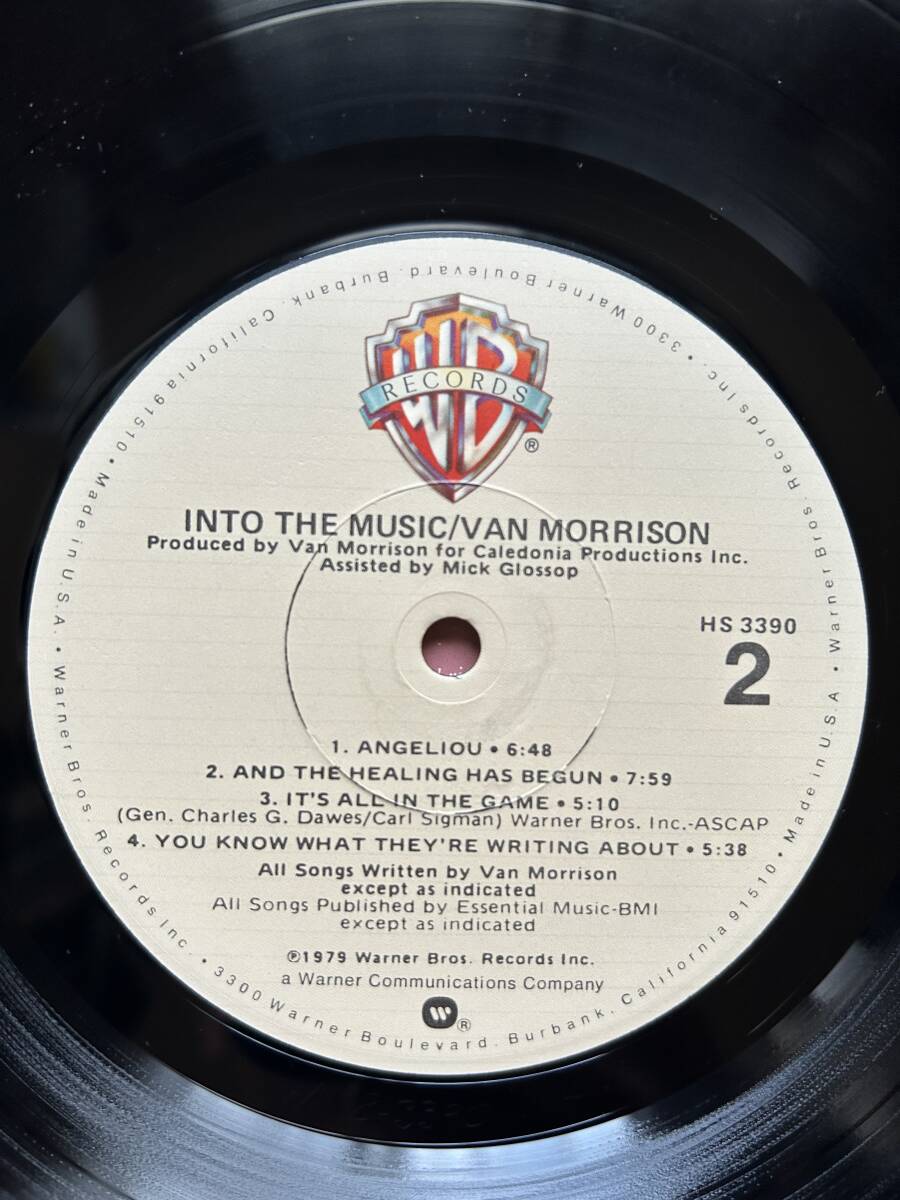 WB
RECORDS
®
INTO THE MUSIC/VAN MORRISON
Produced by Van Morrison for Caledonia Productions Inc.
Assisted by Mick Glossop
HS 3390
2
1. ANGELIOU • 6:48
2. AND THE HEALING HAS BEGUN • 7:59
3. IT'S ALL IN THE GAME • 5:10
(Gen. Charles G. Dawes/Carl Sigman) Warner Bros. Inc.-ASCAP
4. YOU KNOW WHAT THEY'RE WRITING ABOUT • 5:38
All Songs Written by Van Morrison
except as indicated
All Songs Published by Essential Music-BMI
except as indicated
℗1979 Warner Bros. Records Inc.
a Warner Communications Company
®
Warner Bros. Records Inc. • 3300 Warner Boulevard. Burbank, California 91510 • Made in U.S.A. • Warner Bros. Records Inc. • 3300 Warner Boulevard. Burbank, California 91510 • Made in U.S.A •